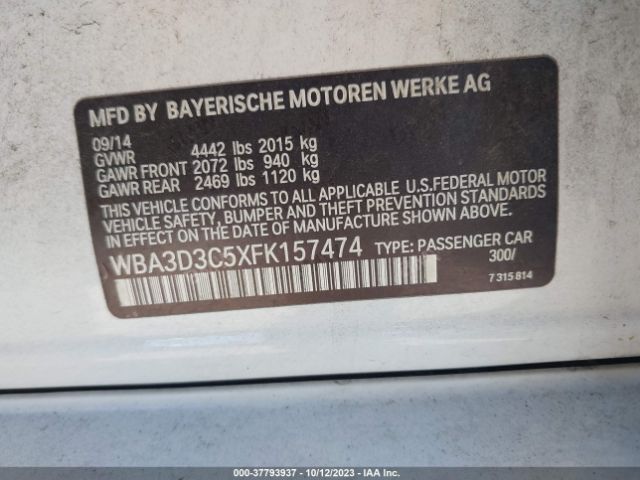 MFD BY BAYERISCHE MOTOREN WERKE AG
09/14
GVWR 4442 lbs 2015 kg
GAWR FRONT 2072 lbs 940 kg
GAWR REAR 2469 lbs 1120 kg
THIS VEHICLE CONFORMS TO ALL APPLICABLE U.S.FEDERAL MOTOR
VEHICLE SAFETY, BUMPER AND THEFT PREVENTION STANDARDS
IN EFFECT ON THE DATE OF MANUFACTURE SHOWN ABOVE.
WBA3D3C5XFK157474 TYPE: PASSENGER CAR
300/
7 315 814
000-37793937 - 10/12/2023 - IAA Inc.